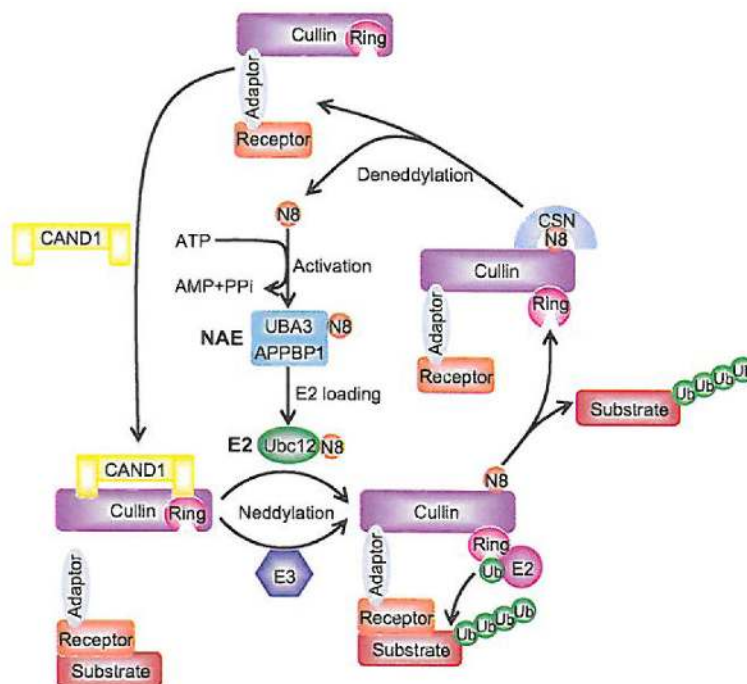 Cullin Ring
Adaptor
Receptor
Deneddylation
N8
CAND1
ATP
Activation
AMP+PPi
NAE
UBA3 N8
APPBP1
E2 loading
E2 Ubc12 N8
CSN
N8
Cullin
Ring
Adaptor
Receptor
Substrate
Ub Ub Ub Ub
CAND1
Cullin Ring
Neddylation
E3
Adaptor
Receptor
Substrate
N8
Cullin
Ring
Ub E2
Adaptor
Receptor
Substrate
Ub Ub Ub Ub